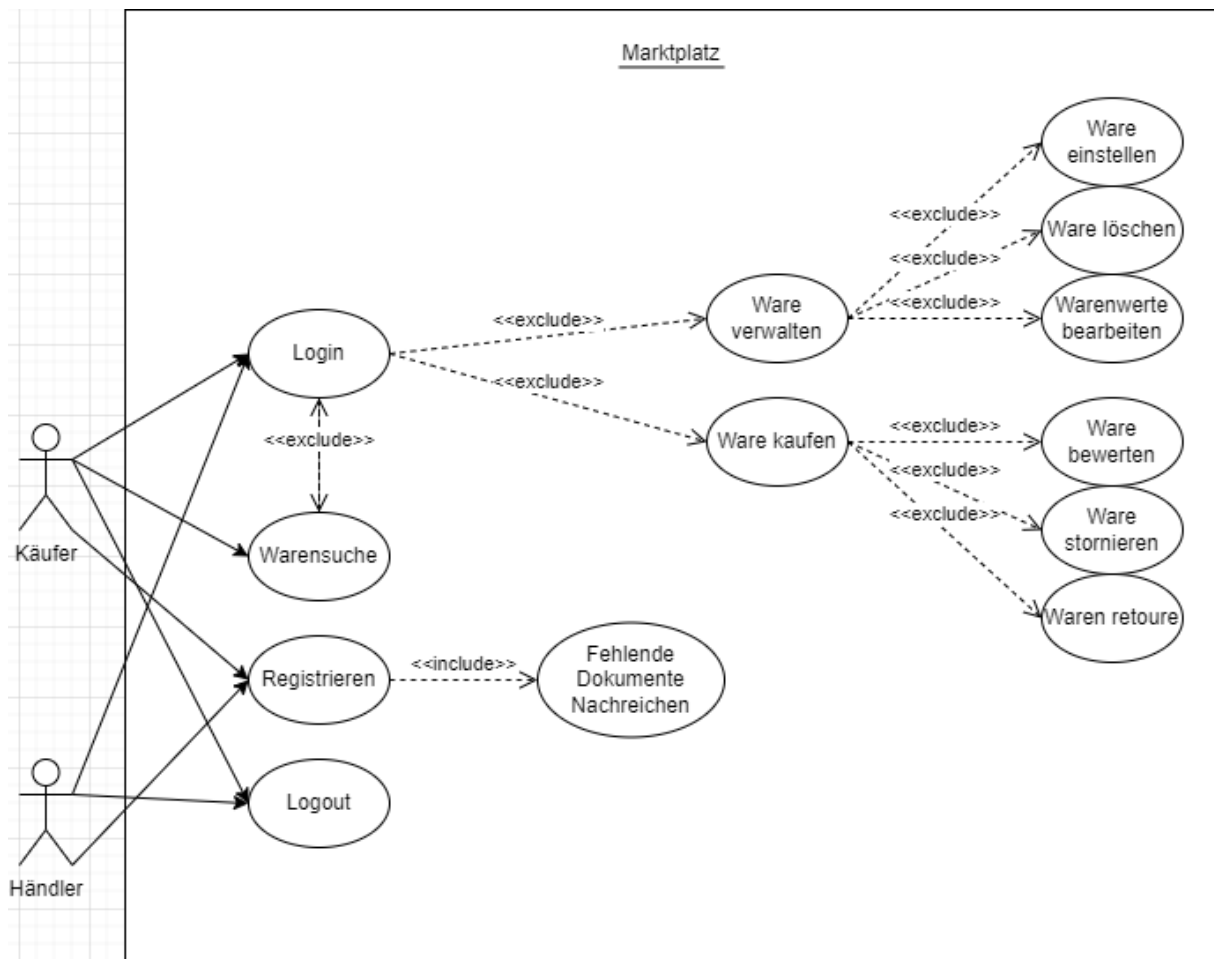 Marktplatz
Ware
einstellen
<<exclude>>
Ware löschen
<<exclude>>
<<exclude>>
Warenwerte
bearbeiten
Ware
verwalten
<<exclude>>
Login
<<exclude>>
Ware kaufen
<<exclude>>
Ware
bewerten
<<exclude>>
<<exclude>>
Ware
stornieren
<<exclude>>
Waren retoure
Käufer
Warensuche
Registrieren
<<include>>
Fehlende
Dokumente
Nachreichen
Logout
Händler